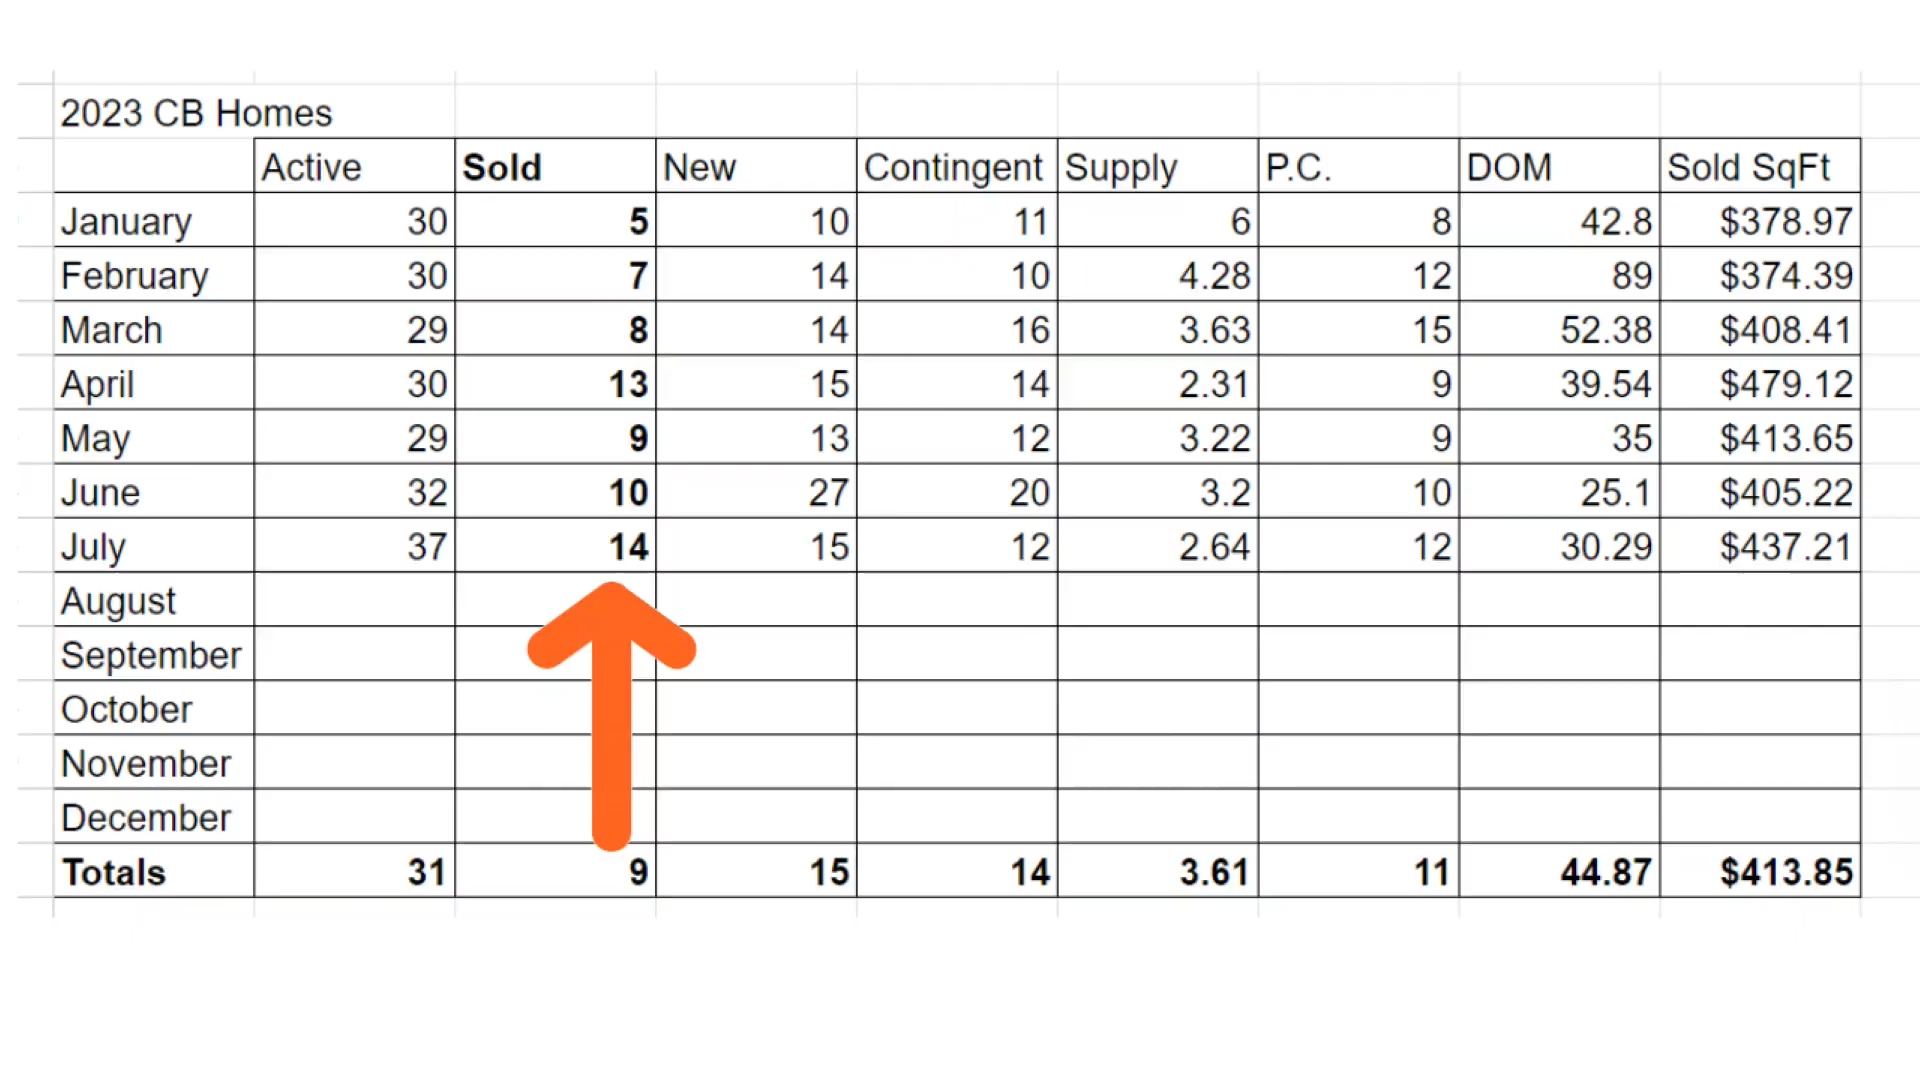 2023 CB Homes
Active Sold New Contingent Supply P.C. DOM Sold SqFt
January 30 5 10 11 6 8 42.8 $378.97
February 30 7 14 10 4.28 12 89 $374.39
March 29 8 14 16 3.63 15 52.38 $408.41
April 30 13 15 14 2.31 9 39.54 $479.12
May 29 9 13 12 3.22 9 35 $413.65
June 32 10 27 20 3.2 10 25.1 $405.22
July 37 14 15 12 2.64 12 30.29 $437.21
August
September
October
November
December
Totals 31 9 15 14 3.61 11 44.87 $413.85